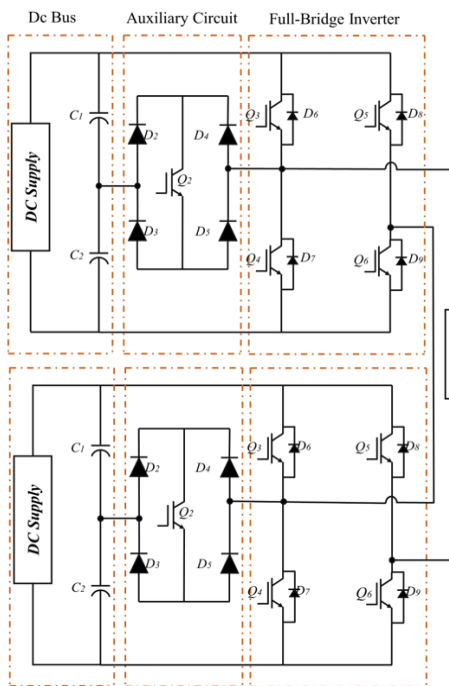 Dc Bus Auxiliary Circuit Full-Bridge Inverter
C1 D2 D4 Q3 D6 Q5 D8
DC Supply
Q2
C2 D3 D5 Q4 D7 Q6 D9
C1 D2 D4 Q3 D6 Q5 D8
DC Supply
Q2
C2 D3 D5 Q4 D7 Q6 D9